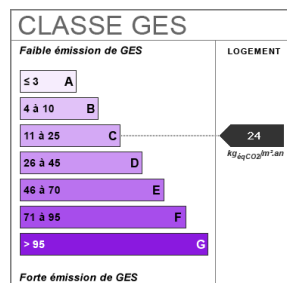 CLASSE GES
Faible émission de GES
LOGEMENT
≤ 3 A
4 à 10 B
11 à 25 C
24
kgéqCO2/m².an
26 à 45 D
46 à 70 E
71 à 95 F
> 95 G
Forte émission de GES